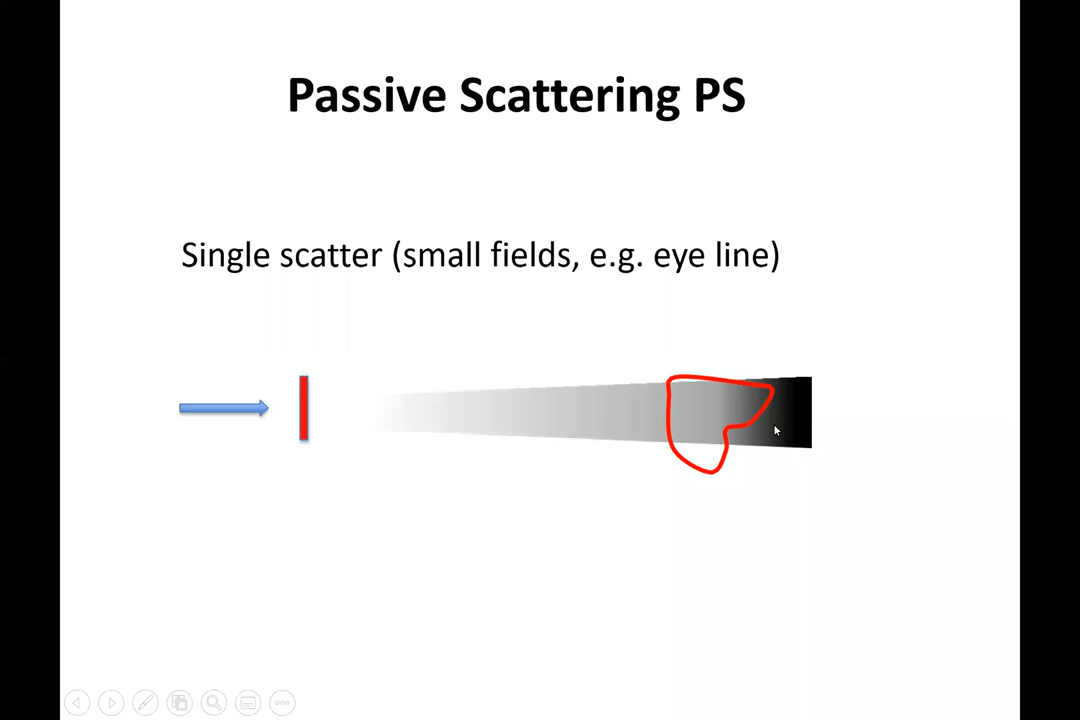 Passive Scattering PS
Single scatter (small fields, e.g. eye line)